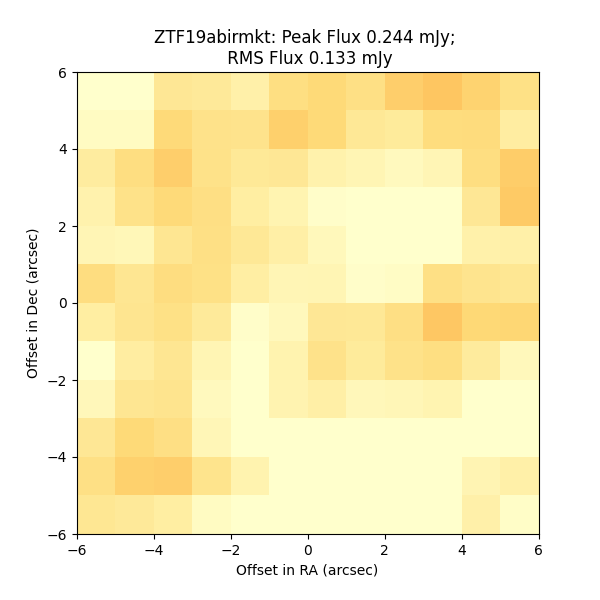 ZTF19abirmkt: Peak Flux 0.244 mJy;
RMS Flux 0.133 mJy
6
4
2
0
−2
−4
−6
Offset in Dec (arcsec)
−6 −4 −2 0 2 4 6
Offset in RA (arcsec)